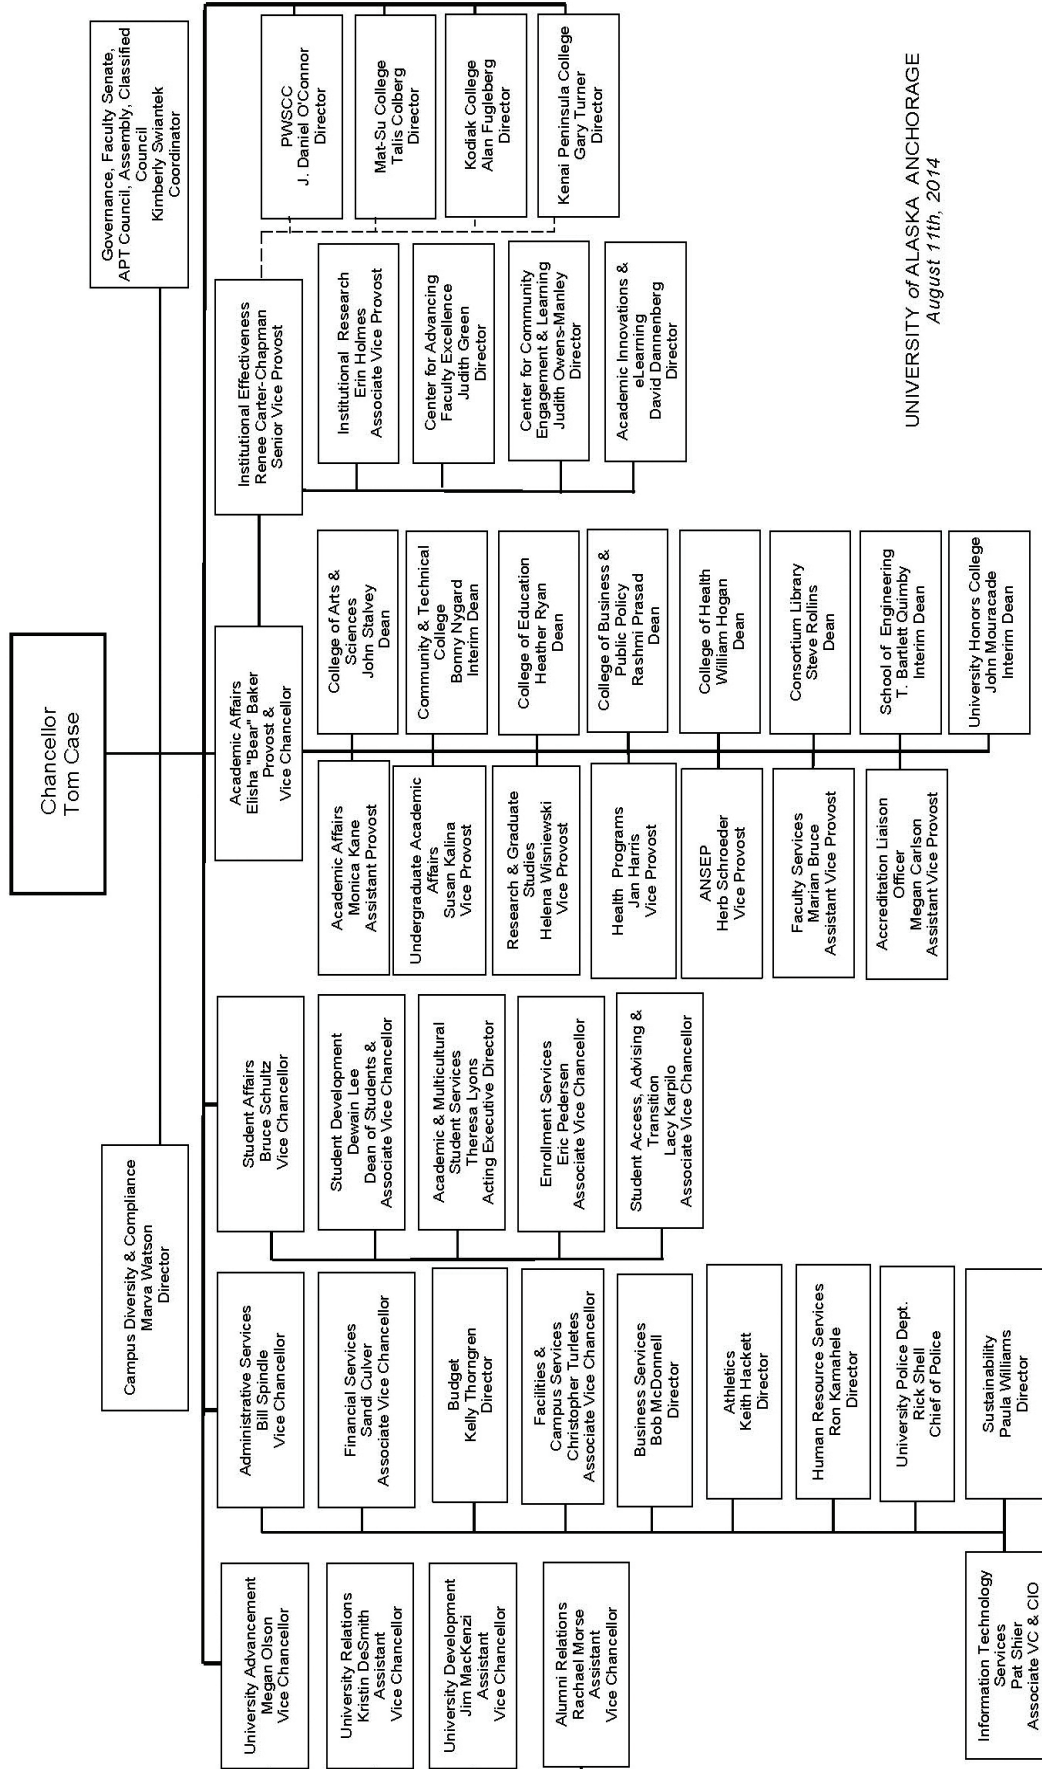 Chancellor
Tom Case
Campus Diversity & Compliance
Marva Watson
Director
Governance, Faculty Senate,
APT Council, Assembly, Classified
Council
Kimberly Swiantek
Coordinator
University Advancement
Megan Olson
Vice Chancellor
University Relations
Kristin DeSmith
Assistant
Vice Chancellor
University Development
Jim MacKenzi
Assistant
Vice Chancellor
Alumni Relations
Rachael Morse
Assistant
Vice Chancellor
Administrative Services
Bill Spindle
Vice Chancellor
Financial Services
Sandi Culver
Associate Vice Chancellor
Budget
Kelly Thorngren
Director
Facilities &
Campus Services
Christopher Turletes
Associate Vice Chancellor
Business Services
Bob McDonnell
Director
Athletics
Keith Hackett
Director
Human Resource Services
Ron Kamahele
Director
University Police Dept.
Rick Shell
Chief of Police
Sustainability
Paula Williams
Director
Information Technology
Services
Pat Shier
Associate VC & CIO
Student Affairs
Bruce Schultz
Vice Chancellor
Student Development
Dewain Lee
Dean of Students &
Associate Vice Chancellor
Academic & Multicultural
Student Services
Theresa Lyons
Acting Executive Director
Enrollment Services
Eric Pedersen
Associate Vice Chancellor
Student Access, Advising &
Transition
Lacy Karpilo
Associate Vice Chancellor
Academic Affairs
Elisha "Bear" Baker
Provost &
Vice Chancellor
Academic Affairs
Monica Kane
Assistant Provost
Undergraduate Academic
Affairs
Susan Kalina
Vice Provost
Research & Graduate
Studies
Helena Wisniewski
Vice Provost
Health Programs
Jan Harris
Vice Provost
ANSEP
Herb Schroeder
Vice Provost
Faculty Services
Marian Bruce
Assistant Vice Provost
Accreditation Liaison
Officer
Megan Carlson
Assistant Vice Provost
College of Arts &
Sciences
John Stalvey
Dean
Community & Technical
College
Bonny Nygard
Interim Dean
College of Education
Heather Ryan
Dean
College of Business &
Public Policy
Rashmi Prasad
Dean
College of Health
William Hogan
Dean
Consortium Library
Steve Rollins
Dean
School of Engineering
T. Bartlett Quimby
Interim Dean
University Honors College
John Mouracade
Interim Dean
Institutional Effectiveness
Renee Carter-Chapman
Senior Vice Provost
Institutional Research
Erin Holmes
Associate Vice Provost
Center for Advancing
Faculty Excellence
Judith Green
Director
Center for Community
Engagement & Learning
Judith Owens-Manley
Director
Academic Innovations &
eLearning
David Dannenberg
Director
PWSCC
J. Daniel O'Connor
Director
Mat-Su College
Talis Colberg
Director
Kodiak College
Alan Fugleberg
Director
Kenai Peninsula College
Gary Turner
Director
UNIVERSITY of ALASKA ANCHORAGE
August 11th, 2014